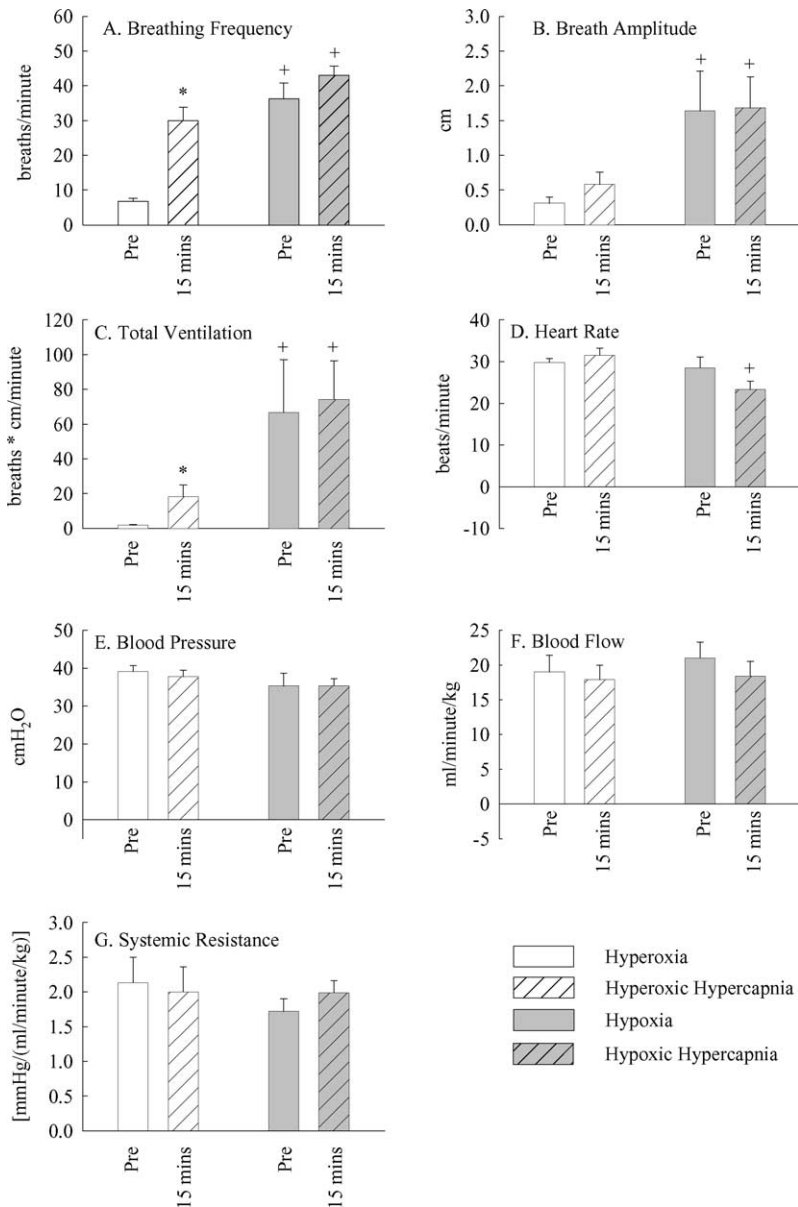 A. Breathing Frequency
breaths/minute
60
50
40
30
20
10
0
*
+
+
Pre
15 mins
Pre
15 mins
B. Breath Amplitude
cm
3.0
2.5
2.0
1.5
1.0
0.5
0.0
+
+
Pre
15 mins
Pre
15 mins
C. Total Ventilation
breaths * cm/minute
120
100
80
60
40
20
0
*
+
+
Pre
15 mins
Pre
15 mins
D. Heart Rate
beats/minute
40
30
20
10
0
-10
+
Pre
15 mins
Pre
15 mins
E. Blood Pressure
cmH₂O
50
40
30
20
10
0
Pre
15 mins
Pre
15 mins
F. Blood Flow
ml/minute/kg
25
20
15
10
5
0
-5
Pre
15 mins
Pre
15 mins
G. Systemic Resistance
[mmHg/(ml/minute/kg)]
3.0
2.5
2.0
1.5
1.0
0.5
0.0
Pre
15 mins
Pre
15 mins
Hyperoxia
Hyperoxic Hypercapnia
Hypoxia
Hypoxic Hypercapnia